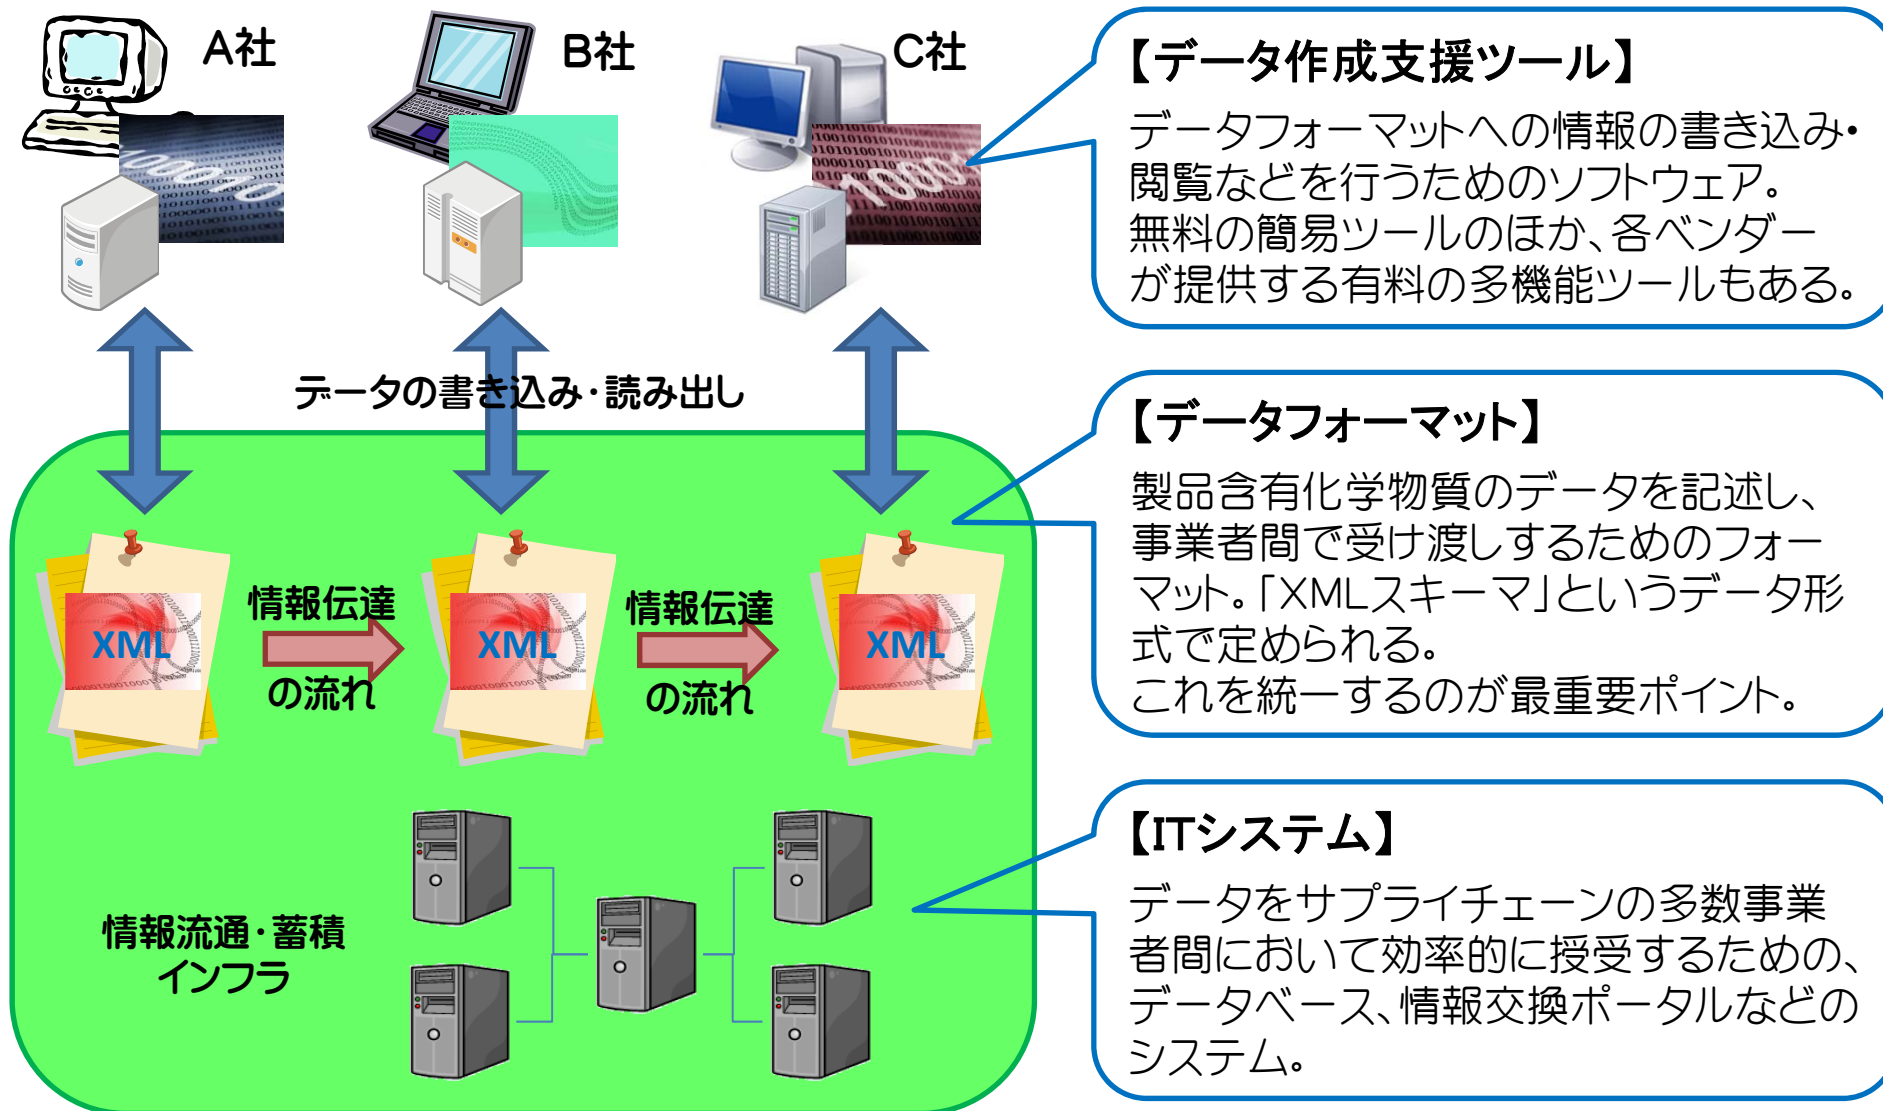 A社
B社
C社
データの書き込み・読み出し
XML
情報伝達
の流れ
XML
情報伝達
の流れ
XML
情報流通・蓄積
インフラ
【データ作成支援ツール】
データフォーマットへの情報の書き込み・
閲覧などを行うためのソフトウェア。
無料の簡易ツールのほか、各ベンダー
が提供する有料の多機能ツールもある。
【データフォーマット】
製品含有化学物質のデータを記述し、
事業者間で受け渡しするためのフォー
マット。「XMLスキーマ」というデータ形
式で定められる。
これを統一するのが最重要ポイント。
【ITシステム】
データをサプライチェーンの多数事業
者間において効率的に授受するための、
データベース、情報交換ポータルなどの
システム。